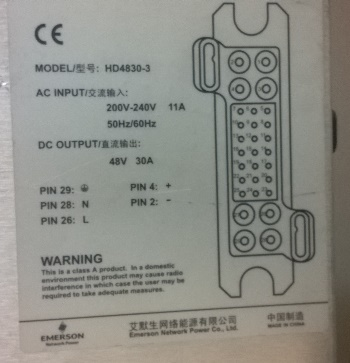 CE
MODEL/型号: HD4830-3
AC INPUT/交流输入:
200V-240V 11A
50Hz/60Hz
DC OUTPUT/直流输出:
48V 30A
PIN 29: ⏚ PIN 4: +
PIN 28: N PIN 2: -
PIN 26: L
WARNING
This is a class A product. In a domestic
environment this product may cause radio
interference in which case the user may be
required to take adequate measures.
EMERSON
Network Power
艾默生网络能源有限公司
Emerson Network Power Co., Ltd.
中国制造
MADE IN CHINA